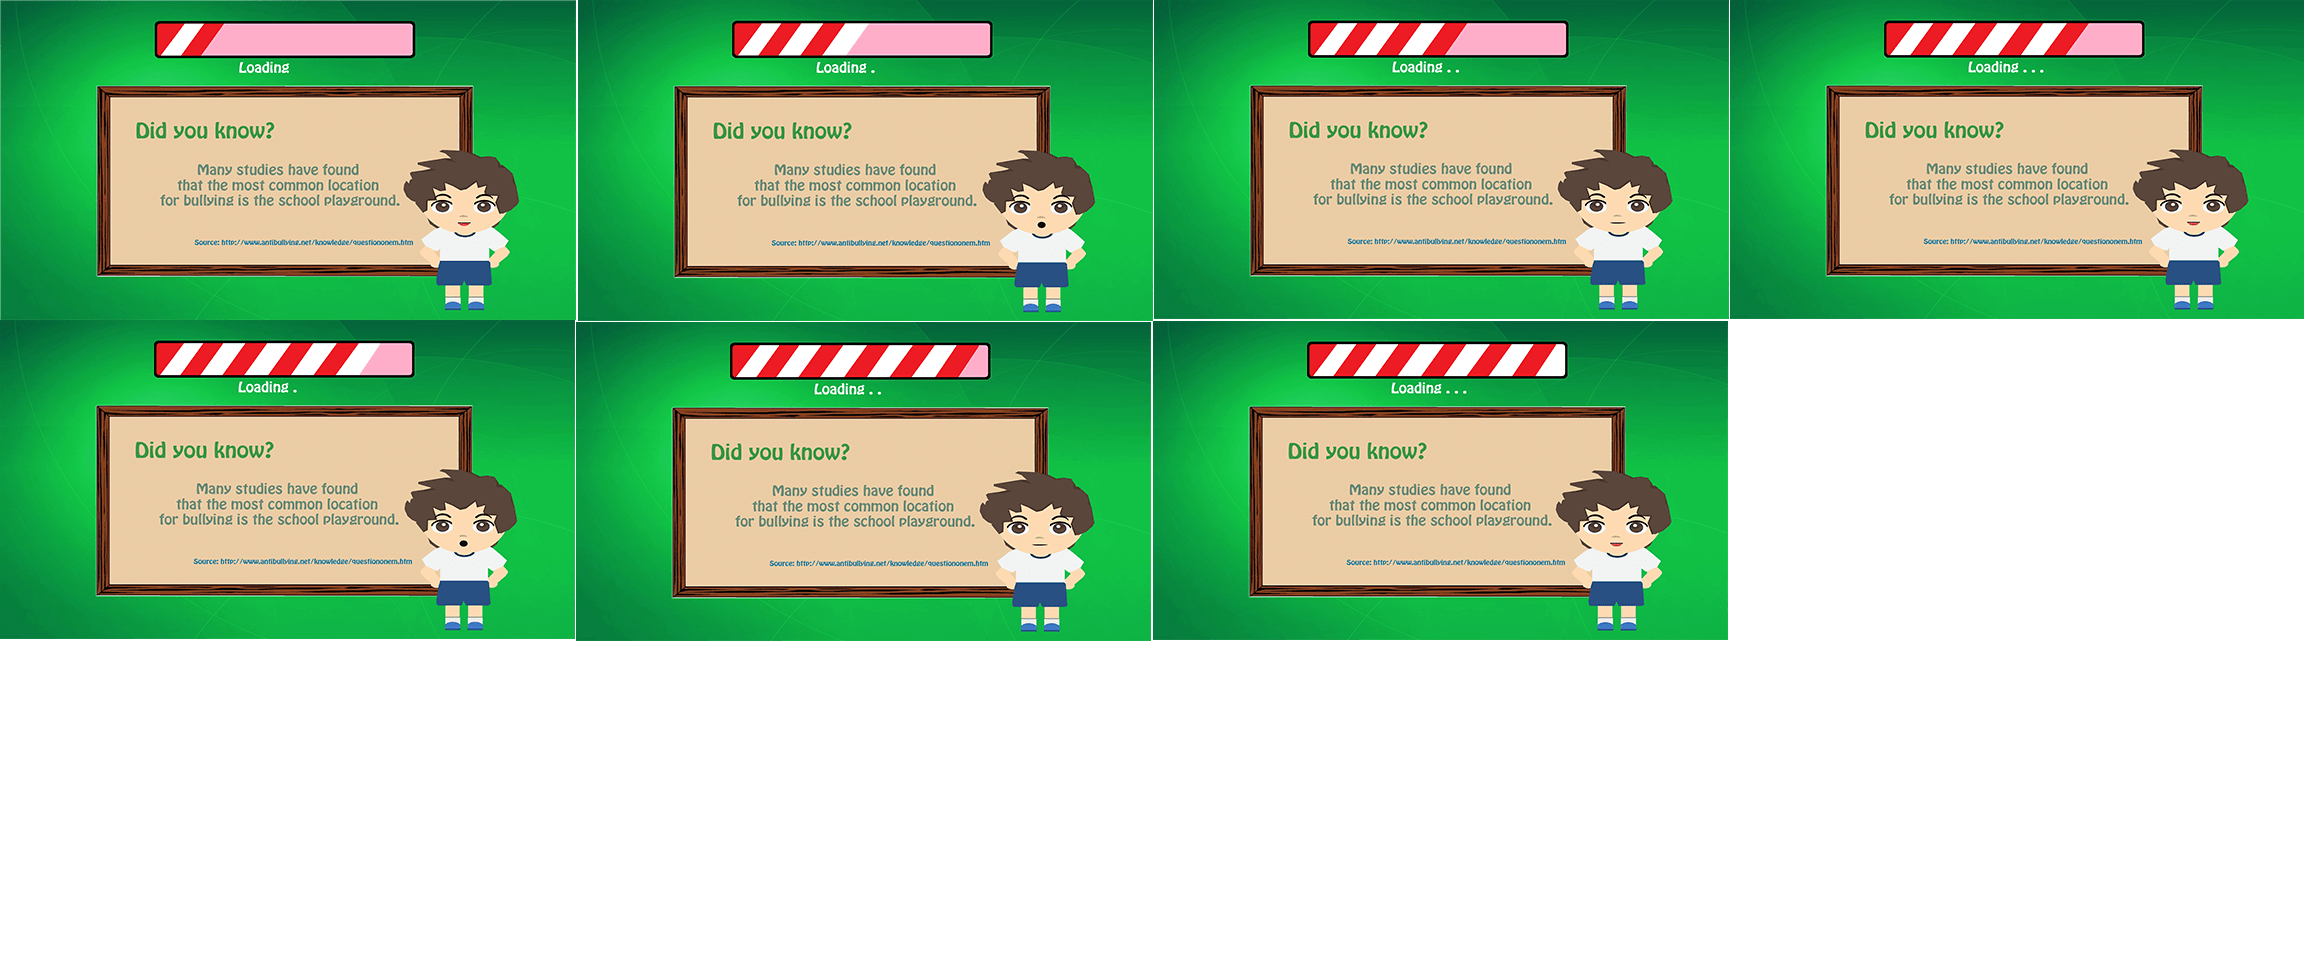 Loading
Did you know?
Many studies have found
that the most common location
for bullying is the school playground.
Source: http://www.antibullying.net/knowledge/questiononem.htm
Loading .
Did you know?
Many studies have found
that the most common location
for bullying is the school playground.
Source: http://www.antibullying.net/knowledge/questiononem.htm
Loading . .
Did you know?
Many studies have found
that the most common location
for bullying is the school playground.
Source: http://www.antibullying.net/knowledge/questiononem.htm
Loading . . .
Did you know?
Many studies have found
that the most common location
for bullying is the school playground.
Source: http://www.antibullying.net/knowledge/questiononem.htm
Loading .
Did you know?
Many studies have found
that the most common location
for bullying is the school playground.
Source: http://www.antibullying.net/knowledge/questiononem.htm
Loading . .
Did you know?
Many studies have found
that the most common location
for bullying is the school playground.
Source: http://www.antibullying.net/knowledge/questiononem.htm
Loading . . .
Did you know?
Many studies have found
that the most common location
for bullying is the school playground.
Source: http://www.antibullying.net/knowledge/questiononem.htm